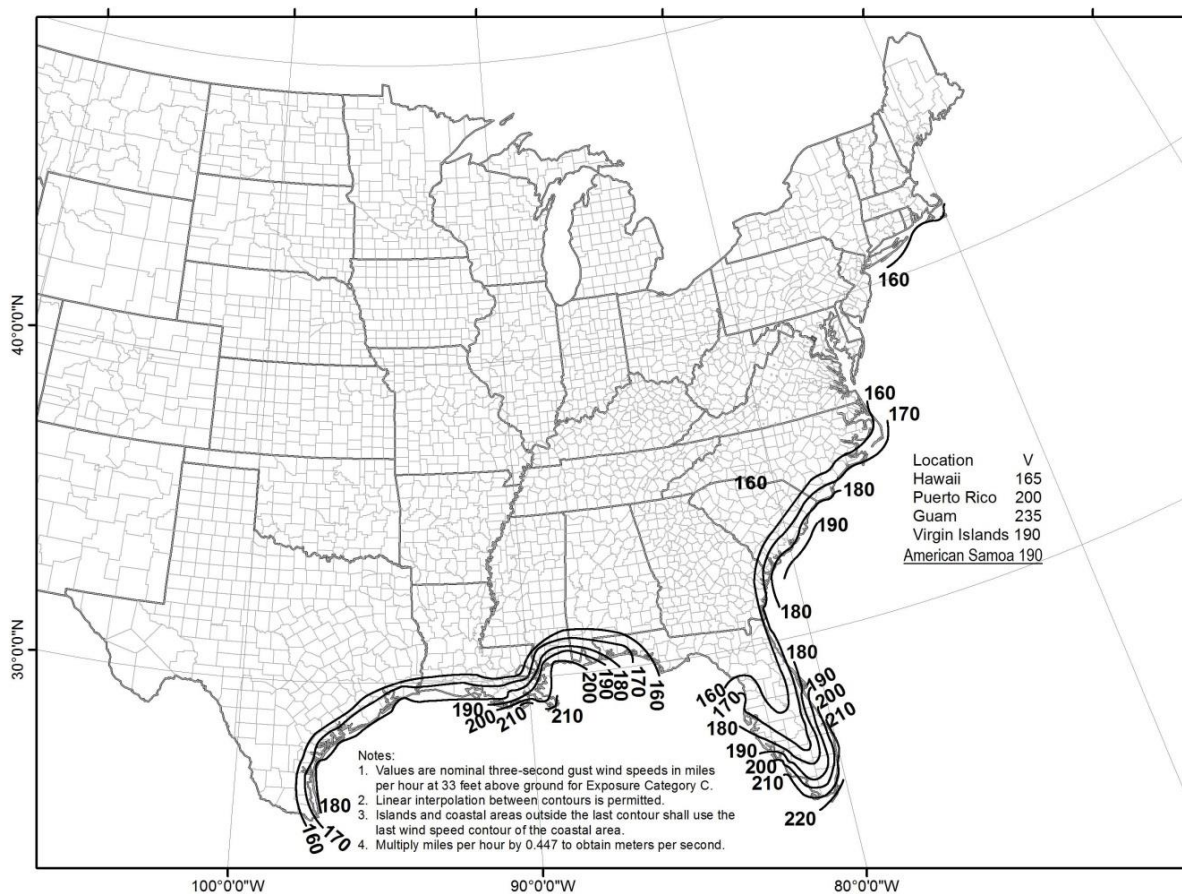 40°0'0"N
30°0'0"N
160
160
170
160
180
190
180
180
190
200
210
160
170
180
190
200
210
220
Location V
Hawaii 165
Puerto Rico 200
Guam 235
Virgin Islands 190
American Samoa 190
190
200
210
210
200
190
180
170
160
180
170
160
Notes:
1. Values are nominal three-second gust wind speeds in miles
per hour at 33 feet above ground for Exposure Category C.
2. Linear interpolation between contours is permitted.
3. Islands and coastal areas outside the last contour shall use the
last wind speed contour of the coastal area.
4. Multiply miles per hour by 0.447 to obtain meters per second.
100°0'0"W
90°0'0"W
80°0'0"W